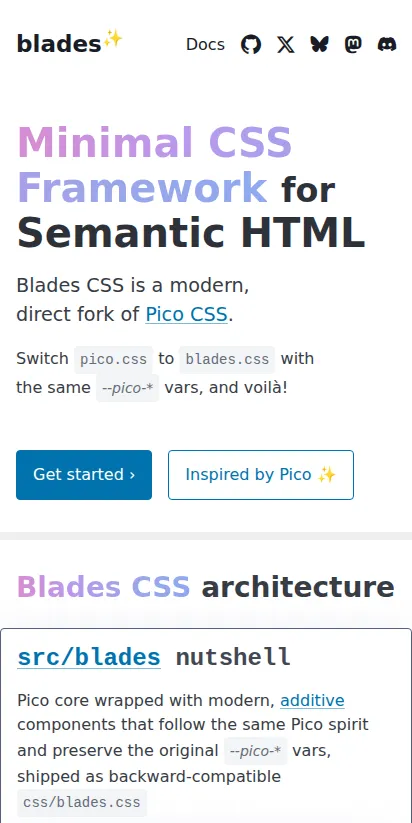 blades✨ Docs
Minimal CSS
Framework for
Semantic HTML
Blades CSS is a modern,
direct fork of Pico CSS.
Switch pico.css to blades.css with
the same --pico-* vars, and voilà!
Get started › Inspired by Pico ✨
Blades CSS architecture
src/blades nutshell
Pico core wrapped with modern, additive
components that follow the same Pico spirit
and preserve the original --pico-* vars,
shipped as backward-compatible
css/blades.css